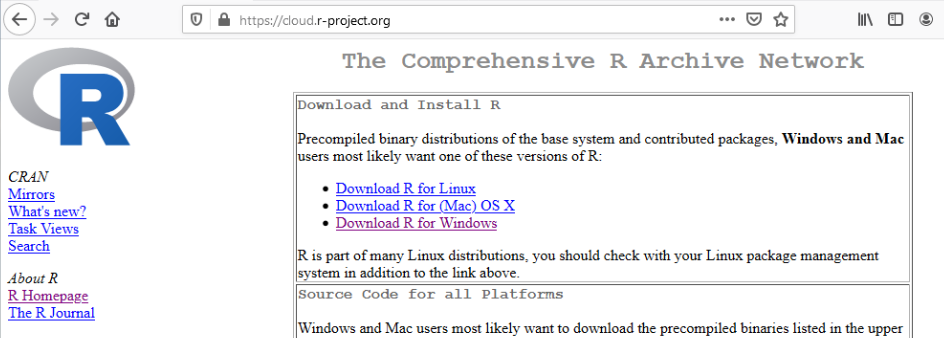 https://cloud.r-project.org
R
CRAN
Mirrors
What's new?
Task Views
Search
About R
R Homepage
The R Journal
The Comprehensive R Archive Network
Download and Install R
Precompiled binary distributions of the base system and contributed packages, Windows and Mac
users most likely want one of these versions of R:
Download R for Linux
Download R for (Mac) OS X
Download R for Windows
R is part of many Linux distributions, you should check with your Linux package management
system in addition to the link above.
Source Code for all Platforms
Windows and Mac users most likely want to download the precompiled binaries listed in the upper